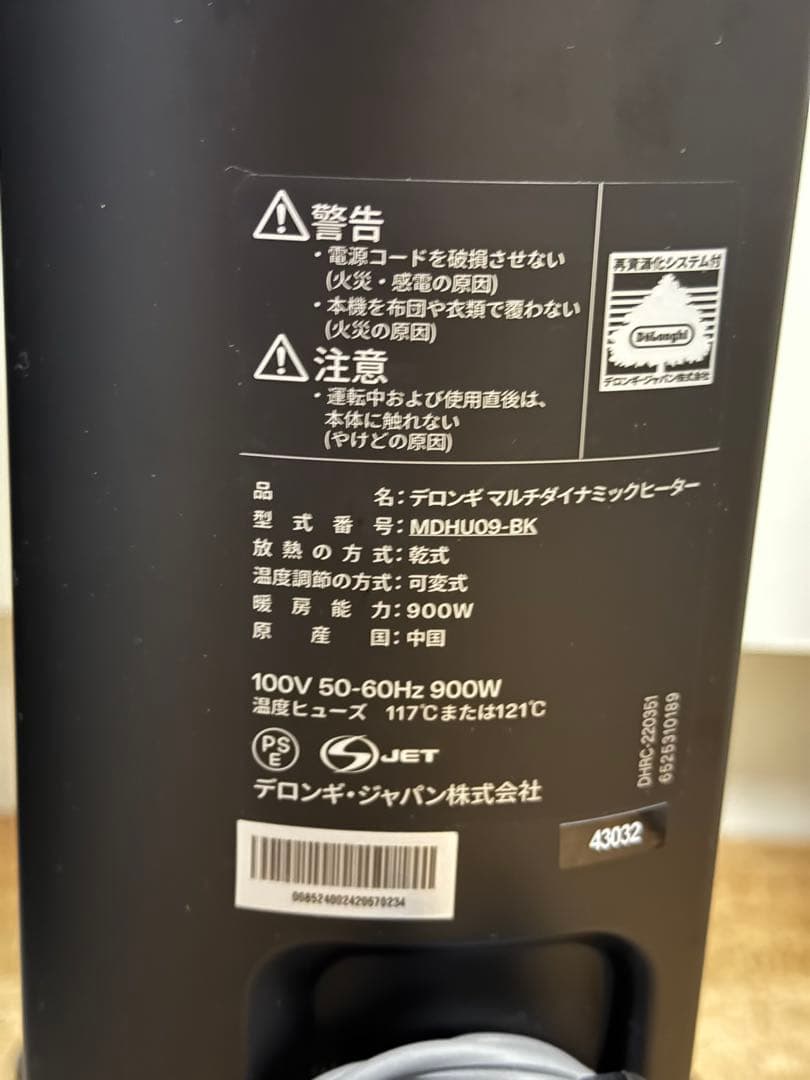 警告
・電源コードを破損させない
(火災・感電の原因)
・本機を布団や衣類で覆わない
(火災の原因)
注意
・運転中および使用直後は、
本体に触れない
(やけどの原因)
再資源化システム付
DeLonghi
デロンギ・ジャパン株式会社
品名：デロンギ マルチダイナミックヒーター
型式番号：MDHU09-BK
放熱の方式：乾式
温度調節の方式：可変式
暖房能力：900W
原産国：中国
100V 50-60Hz 900W
温度ヒューズ 117℃または121℃
PSE JET
デロンギ・ジャパン株式会社
DHRC-220351
6525310189
43032
008524002420670234